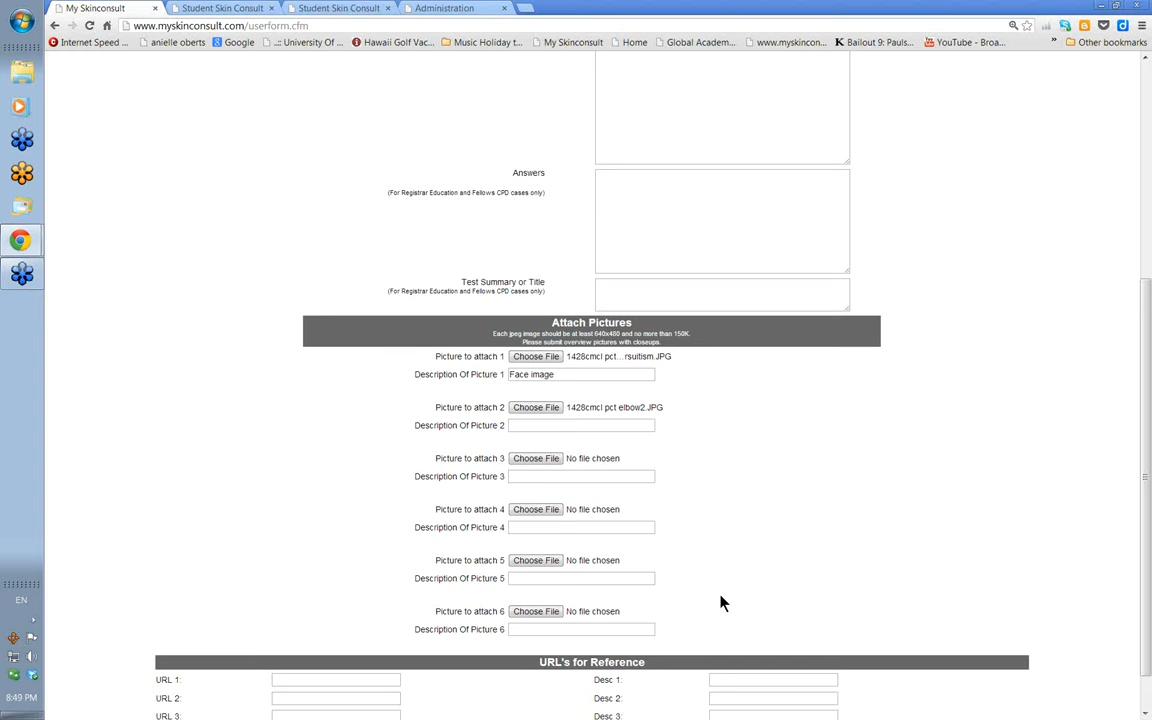 My Skinconsult
Student Skin Consult
Student Skin Consult
Administration
www.myskinconsult.com/userform.cfm
Internet Speed ...
anielle oberts
Google
..:: University Of ...
Hawaii Golf Vac...
Music Holiday t...
My Skinconsult
Home
Global Academ...
www.myskincon...
Bailout 9: Pauls...
YouTube - Broa...
»
Other bookmarks
Answers
(For Registrar Education and Fellows CPD cases only)
Test Summary or Title
(For Registrar Education and Fellows CPD cases only)
Attach Pictures
Each jpeg image should be at least 640x480 and no more than 150K.
Please submit overview pictures with closeups.
Picture to attach 1 Choose File 1428cmcl pct...rsuitism.JPG
Description Of Picture 1 Face image
Picture to attach 2 Choose File 1428cmcl pct elbow2.JPG
Description Of Picture 2
Picture to attach 3 Choose File No file chosen
Description Of Picture 3
Picture to attach 4 Choose File No file chosen
Description Of Picture 4
Picture to attach 5 Choose File No file chosen
Description Of Picture 5
Picture to attach 6 Choose File No file chosen
Description Of Picture 6
URL's for Reference
URL 1: Desc 1:
URL 2: Desc 2:
URL 3: Desc 3:
EN
8:49 PM